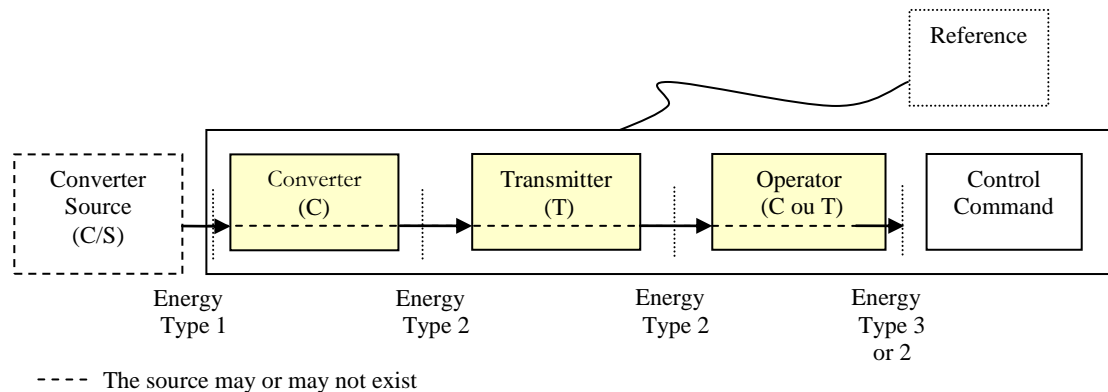 Reference
Converter
Source
(C/S)
Converter
(C)
Transmitter
(T)
Operator
(C ou T)
Control
Command
Energy
Type 1
Energy
Type 2
Energy
Type 2
Energy
Type 3
or 2
The source may or may not exist